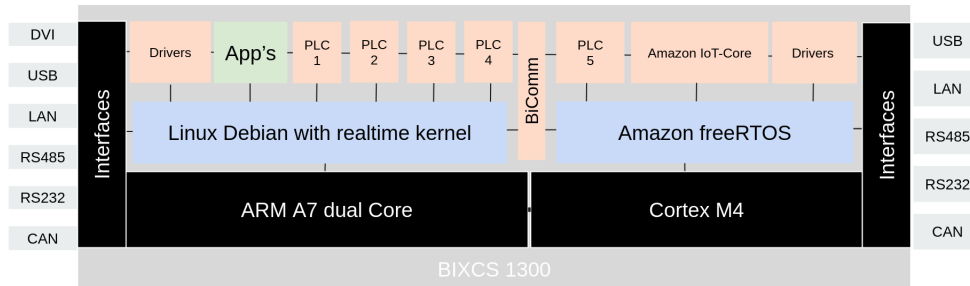 DVI
USB
LAN
RS485
RS232
CAN
Interfaces
Drivers
App's
PLC
1
PLC
2
PLC
3
PLC
4
BiComm
PLC
5
Amazon IoT-Core
Drivers
Linux Debian with realtime kernel
Amazon freeRTOS
ARM A7 dual Core
Cortex M4
Interfaces
USB
LAN
RS485
RS232
CAN
BIXCS 1300